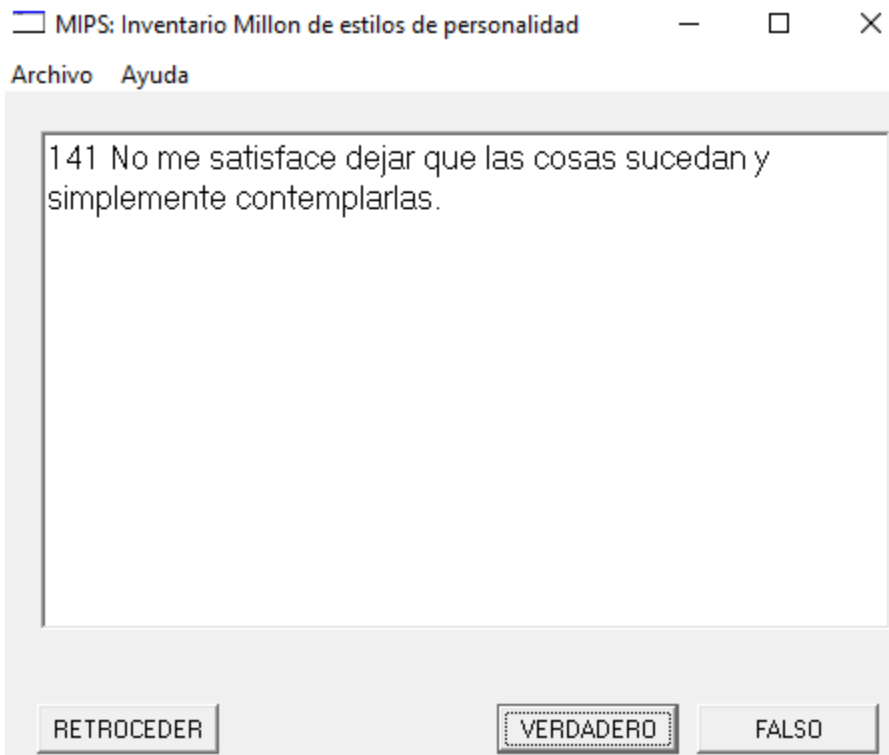 MIPS: Inventario Millon de estilos de personalidad
Archivo Ayuda
141 No me satisface dejar que las cosas sucedan y
simplemente contemplarlas.
RETROCEDER VERDADERO FALSO